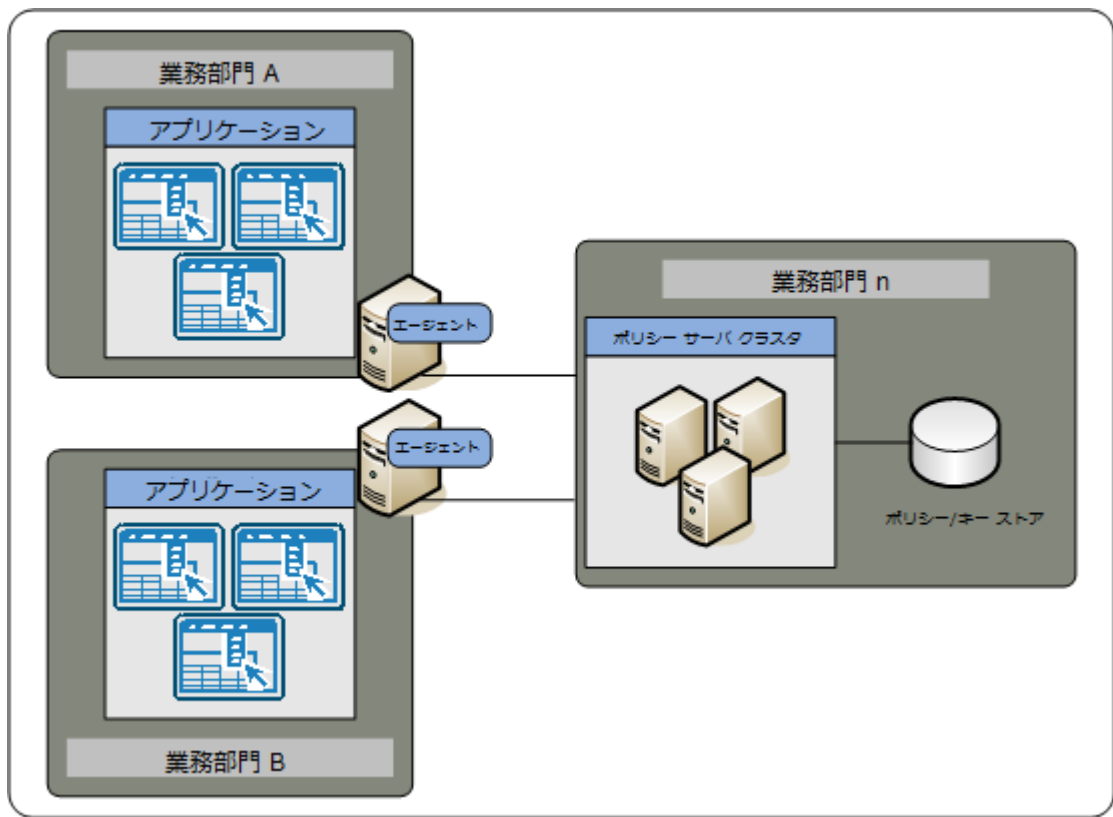 業務部門 A
アプリケーション
エージェント
業務部門 n
ポリシー サーバ クラスタ
ポリシー/キー ストア
エージェント
アプリケーション
業務部門 B